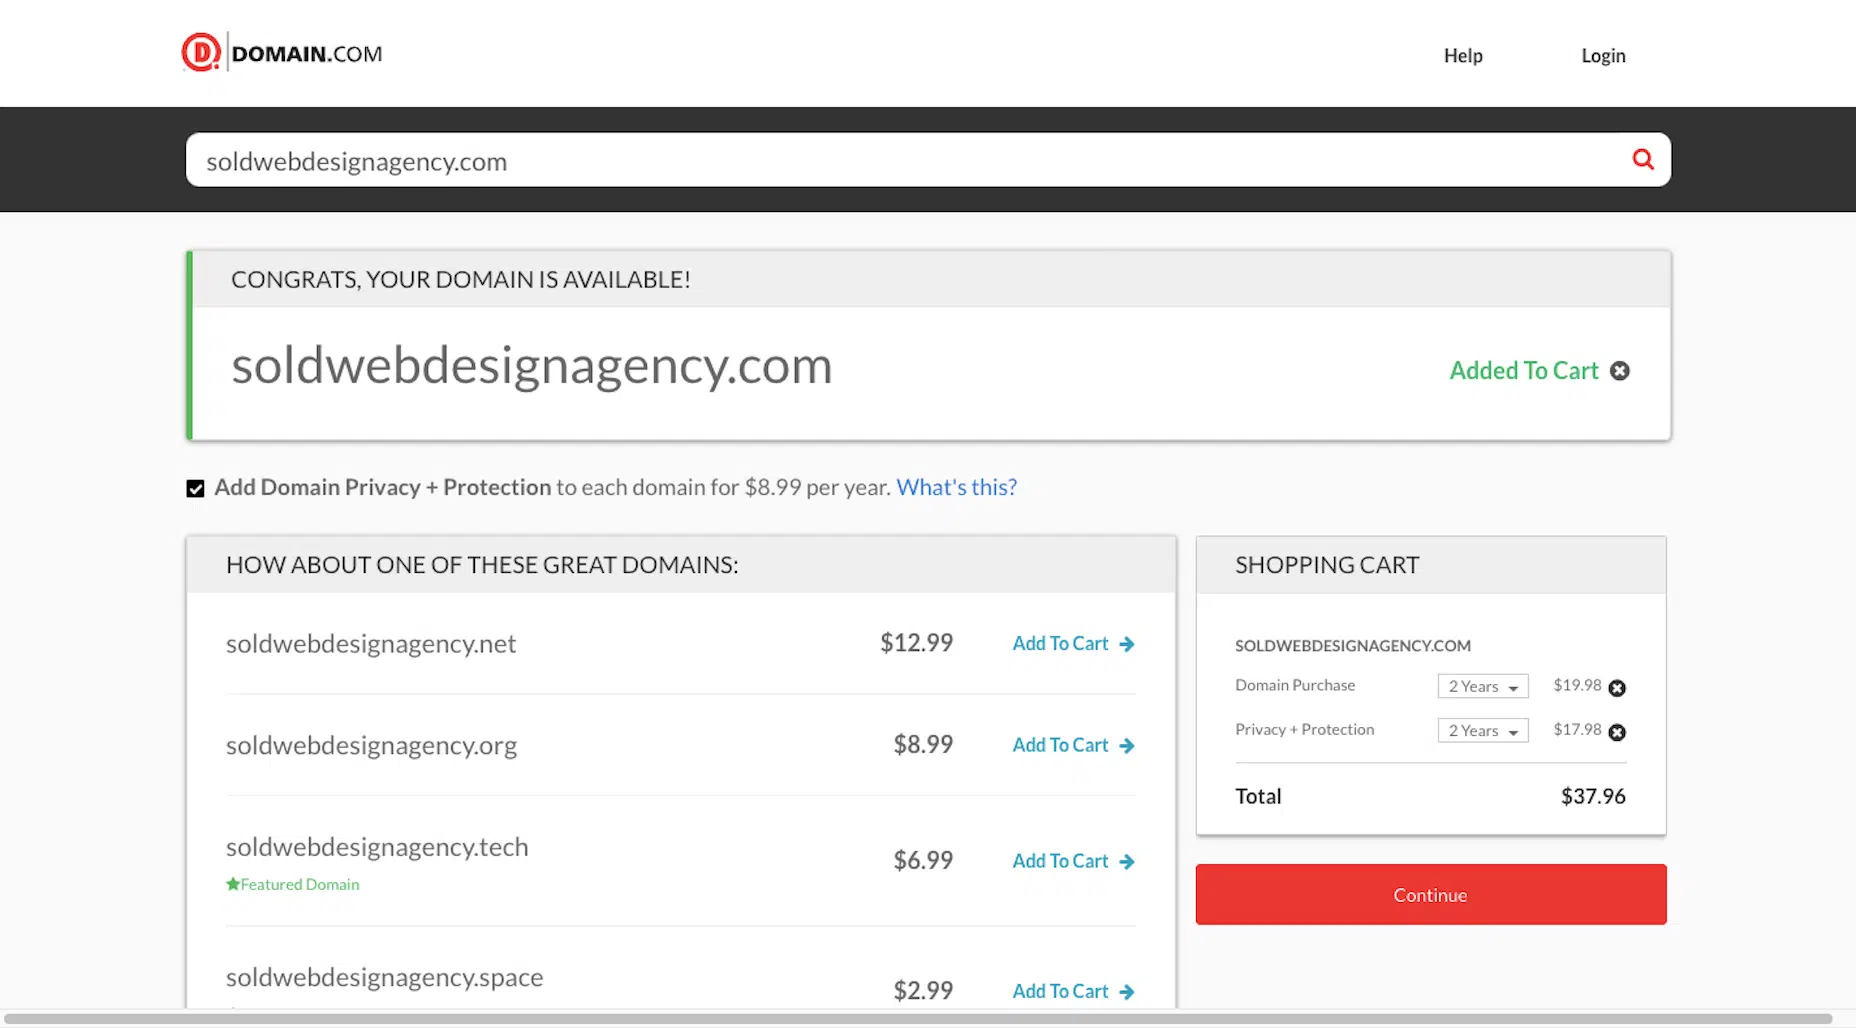 DOMAIN.COM
Help
Login
soldwebdesignagency.com
CONGRATS, YOUR DOMAIN IS AVAILABLE!
soldwebdesignagency.com
Added To Cart
Add Domain Privacy + Protection to each domain for $8.99 per year. What's this?
HOW ABOUT ONE OF THESE GREAT DOMAINS:
soldwebdesignagency.net $12.99 Add To Cart
soldwebdesignagency.org $8.99 Add To Cart
soldwebdesignagency.tech $6.99 Add To Cart
Featured Domain
soldwebdesignagency.space $2.99 Add To Cart
SHOPPING CART
SOLDWEBDESIGNAGENCY.COM
Domain Purchase 2 Years $19.98
Privacy + Protection 2 Years $17.98
Total $37.96
Continue